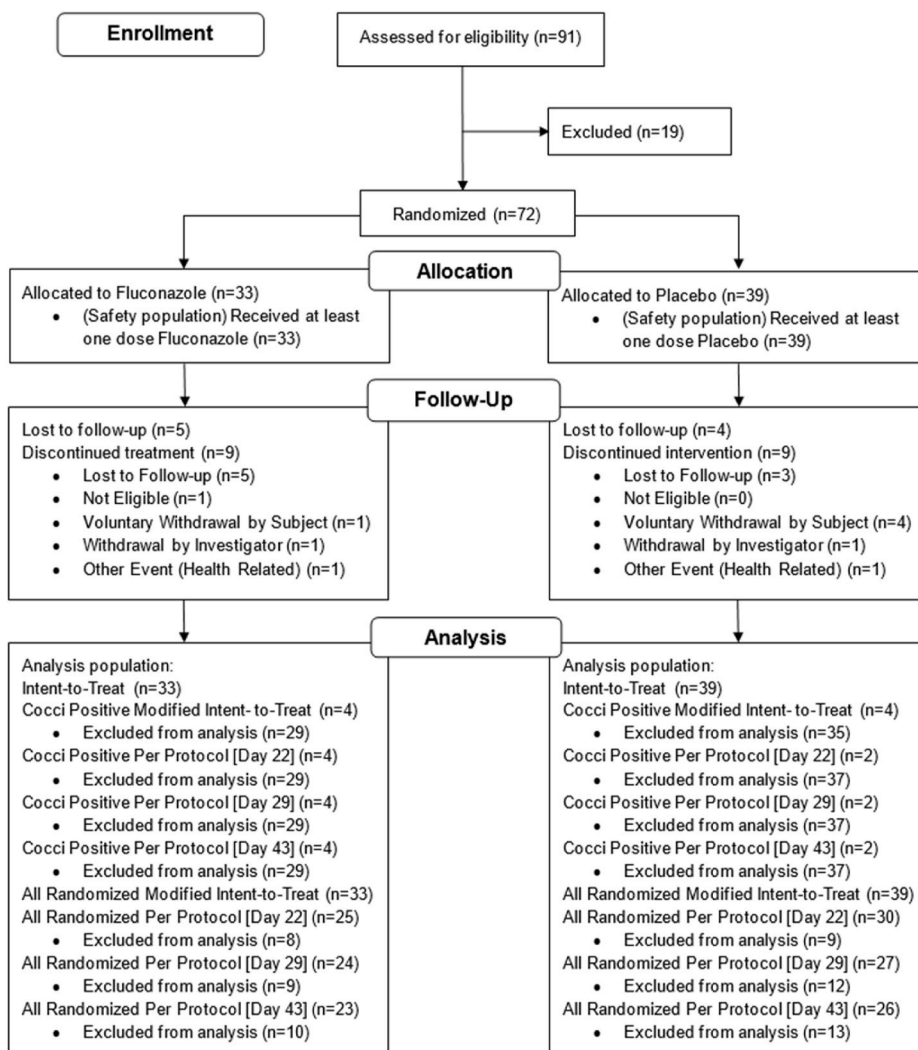 Enrollment
Assessed for eligibility (n=91)
Excluded (n=19)
Randomized (n=72)
Allocation
Allocated to Fluconazole (n=33)
• (Safety population) Received at least
one dose Fluconazole (n=33)
Allocated to Placebo (n=39)
• (Safety population) Received at least
one dose Placebo (n=39)
Follow-Up
Lost to follow-up (n=5)
Discontinued treatment (n=9)
• Lost to Follow-up (n=5)
• Not Eligible (n=1)
• Voluntary Withdrawal by Subject (n=1)
• Withdrawal by Investigator (n=1)
• Other Event (Health Related) (n=1)
Lost to follow-up (n=4)
Discontinued intervention (n=9)
• Lost to Follow-up (n=3)
• Not Eligible (n=0)
• Voluntary Withdrawal by Subject (n=4)
• Withdrawal by Investigator (n=1)
• Other Event (Health Related) (n=1)
Analysis
Analysis population:
Intent-to-Treat (n=33)
Cocci Positive Modified Intent- to-Treat (n=4)
• Excluded from analysis (n=29)
Cocci Positive Per Protocol [Day 22] (n=4)
• Excluded from analysis (n=29)
Cocci Positive Per Protocol [Day 29] (n=4)
• Excluded from analysis (n=29)
Cocci Positive Per Protocol [Day 43] (n=4)
• Excluded from analysis (n=29)
All Randomized Modified Intent-to-Treat (n=33)
All Randomized Per Protocol [Day 22] (n=25)
• Excluded from analysis (n=8)
All Randomized Per Protocol [Day 29] (n=24)
• Excluded from analysis (n=9)
All Randomized Per Protocol [Day 43] (n=23)
• Excluded from analysis (n=10)
Analysis population:
Intent-to-Treat (n=39)
Cocci Positive Modified Intent- to-Treat (n=4)
• Excluded from analysis (n=35)
Cocci Positive Per Protocol [Day 22] (n=2)
• Excluded from analysis (n=37)
Cocci Positive Per Protocol [Day 29] (n=2)
• Excluded from analysis (n=37)
Cocci Positive Per Protocol [Day 43] (n=2)
• Excluded from analysis (n=37)
All Randomized Modified Intent-to-Treat (n=39)
All Randomized Per Protocol [Day 22] (n=30)
• Excluded from analysis (n=9)
All Randomized Per Protocol [Day 29] (n=27)
• Excluded from analysis (n=12)
All Randomized Per Protocol [Day 43] (n=26)
• Excluded from analysis (n=13)